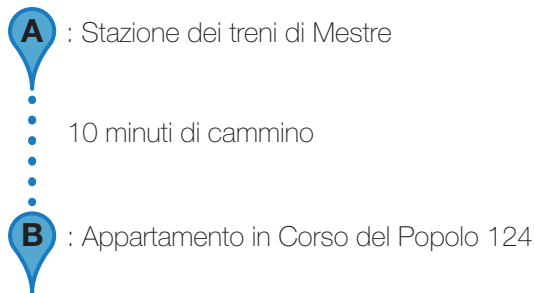 A : Stazione dei treni di Mestre
10 minuti di cammino
B : Appartamento in Corso del Popolo 124